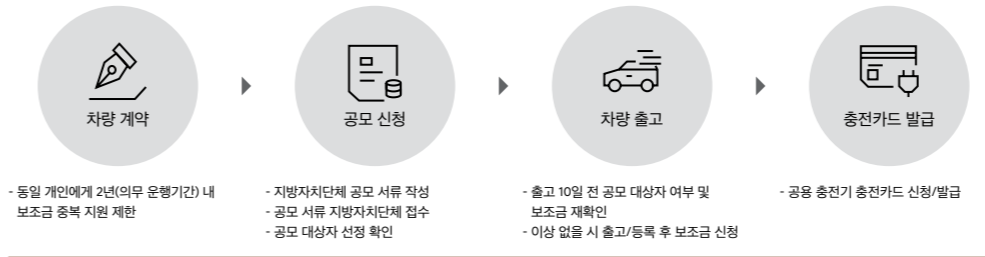 차량 계약
- 동일 개인에게 2년(의무 운행기간) 내
보조금 중복 지원 제한
공모 신청
- 지방자치단체 공모 서류 작성
- 공모 서류 지방자치단체 접수
- 공모 대상자 선정 확인
차량 출고
- 출고 10일 전 공모 대상자 여부 및
보조금 재확인
- 이상 없을 시 출고/등록 후 보조금 신청
충전카드 발급
- 공용 충전기 충전카드 신청/발급